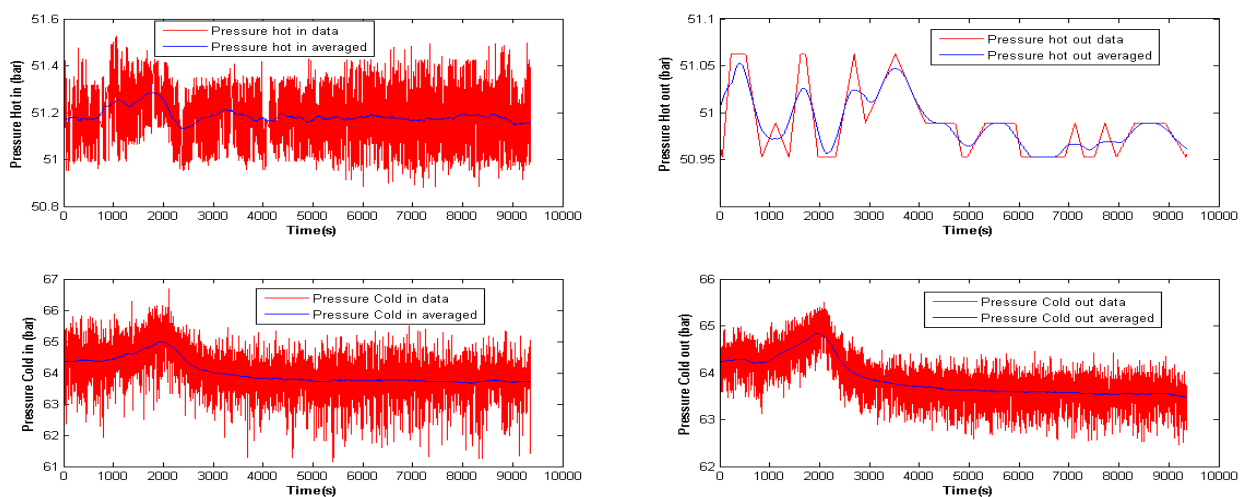 51.6
51.4
51.2
51
50.8
Pressure Hot in (bar)
Pressure hot in data
Pressure hot in averaged
0 1000 2000 3000 4000 5000 6000 7000 8000 9000 10000
Time(s)
51.1
51.05
51
50.95
50.9
Pressure Hot out (bar)
Pressure hot out data
Pressure hot out averaged
0 1000 2000 3000 4000 5000 6000 7000 8000 9000 10000
Time(s)
67
66
65
64
63
62
61
Pressure Cold in (bar)
Pressure Cold in data
Pressure Cold in averaged
0 1000 2000 3000 4000 5000 6000 7000 8000 9000 10000
Time(s)
66
65
64
63
62
Pressure Cold out (bar)
Pressure Cold out data
Pressure Cold out averaged
0 1000 2000 3000 4000 5000 6000 7000 8000 9000 10000
Time(s)